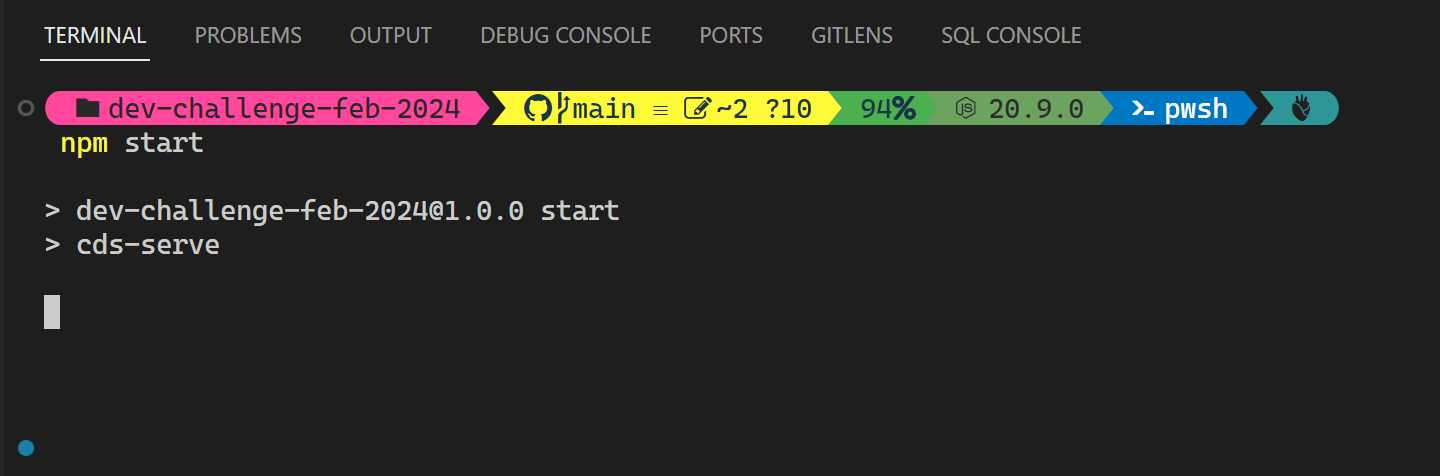 TERMINAL PROBLEMS OUTPUT DEBUG CONSOLE PORTS GITLENS SQL CONSOLE
dev-challenge-feb-2024 main ≡ ~2 ?10 94% 20.9.0 pwsh
npm start
> dev-challenge-feb-2024@1.0.0 start
> cds-serve